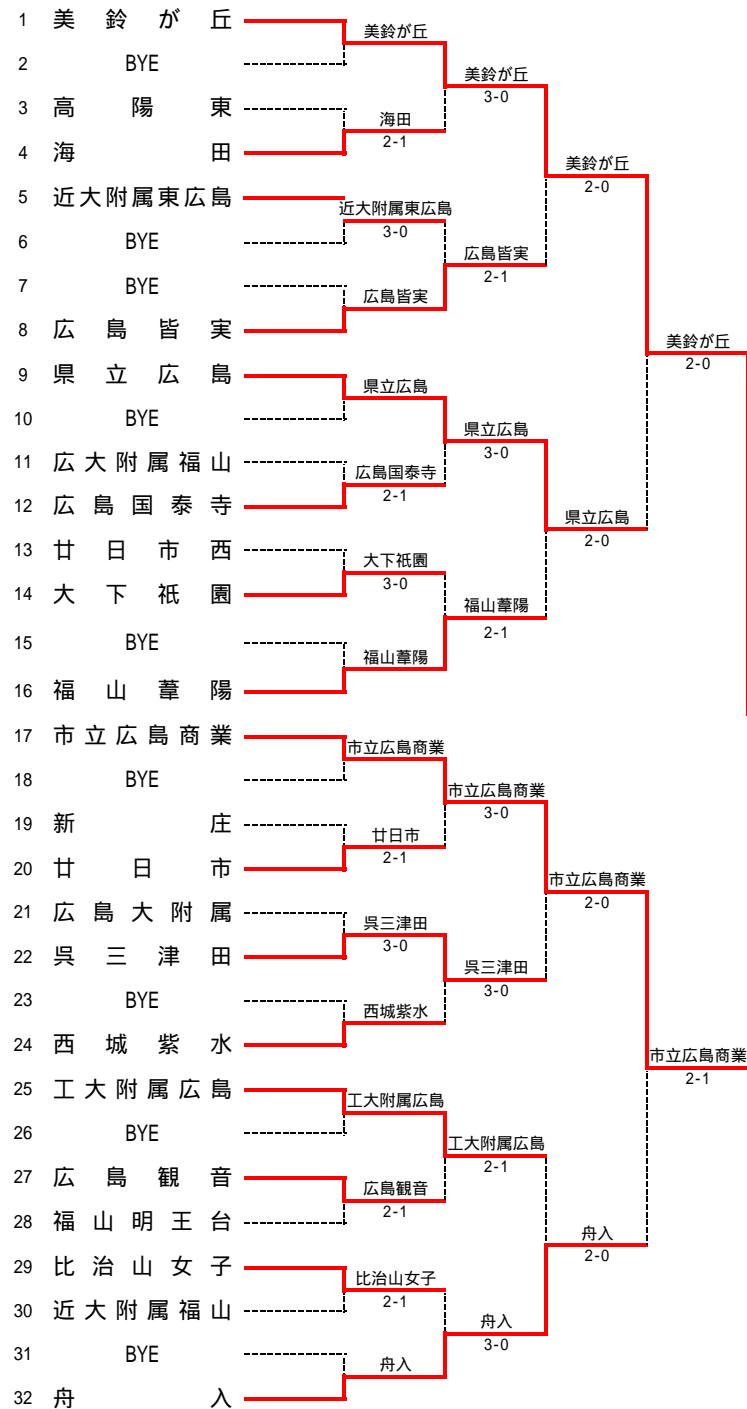 1 美鈴が丘
2 BYE
3 高陽東
4 海田
5 近大附属東広島
6 BYE
7 BYE
8 広島皆実
9 県立広島
10 BYE
11 広大附属福山
12 広島国泰寺
13 廿日市西
14 大下祇園
15 BYE
16 福山葦陽
17 市立広島商業
18 BYE
19 新庄
20 廿日市
21 広島大附属
22 呉三津田
23 BYE
24 西城紫水
25 工大附属広島
26 BYE
27 広島観音
28 福山明王台
29 比治山女子
30 近大附属福山
31 BYE
32 舟入
美鈴が丘
海田
2-1
近大附属東広島
3-0
広島皆実
県立広島
広島国泰寺
2-1
大下祇園
3-0
福山葦陽
市立広島商業
廿日市
2-1
呉三津田
3-0
西城紫水
工大附属広島
広島観音
2-1
比治山女子
2-1
舟入
美鈴が丘
3-0
広島皆実
2-1
県立広島
3-0
福山葦陽
2-1
市立広島商業
3-0
呉三津田
3-0
工大附属広島
2-1
舟入
3-0
美鈴が丘
2-0
県立広島
2-0
市立広島商業
2-0
舟入
2-0
美鈴が丘
2-0
市立広島商業
2-1